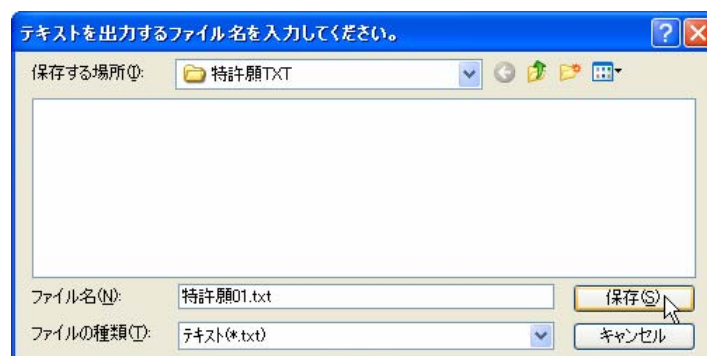 テキストを出力するファイル名を入力してください。
保存する場所(I): 特許願TXT
ファイル名(N): 特許願01.txt 保存(S)
ファイルの種類(T): テキスト(*.txt) キャンセル